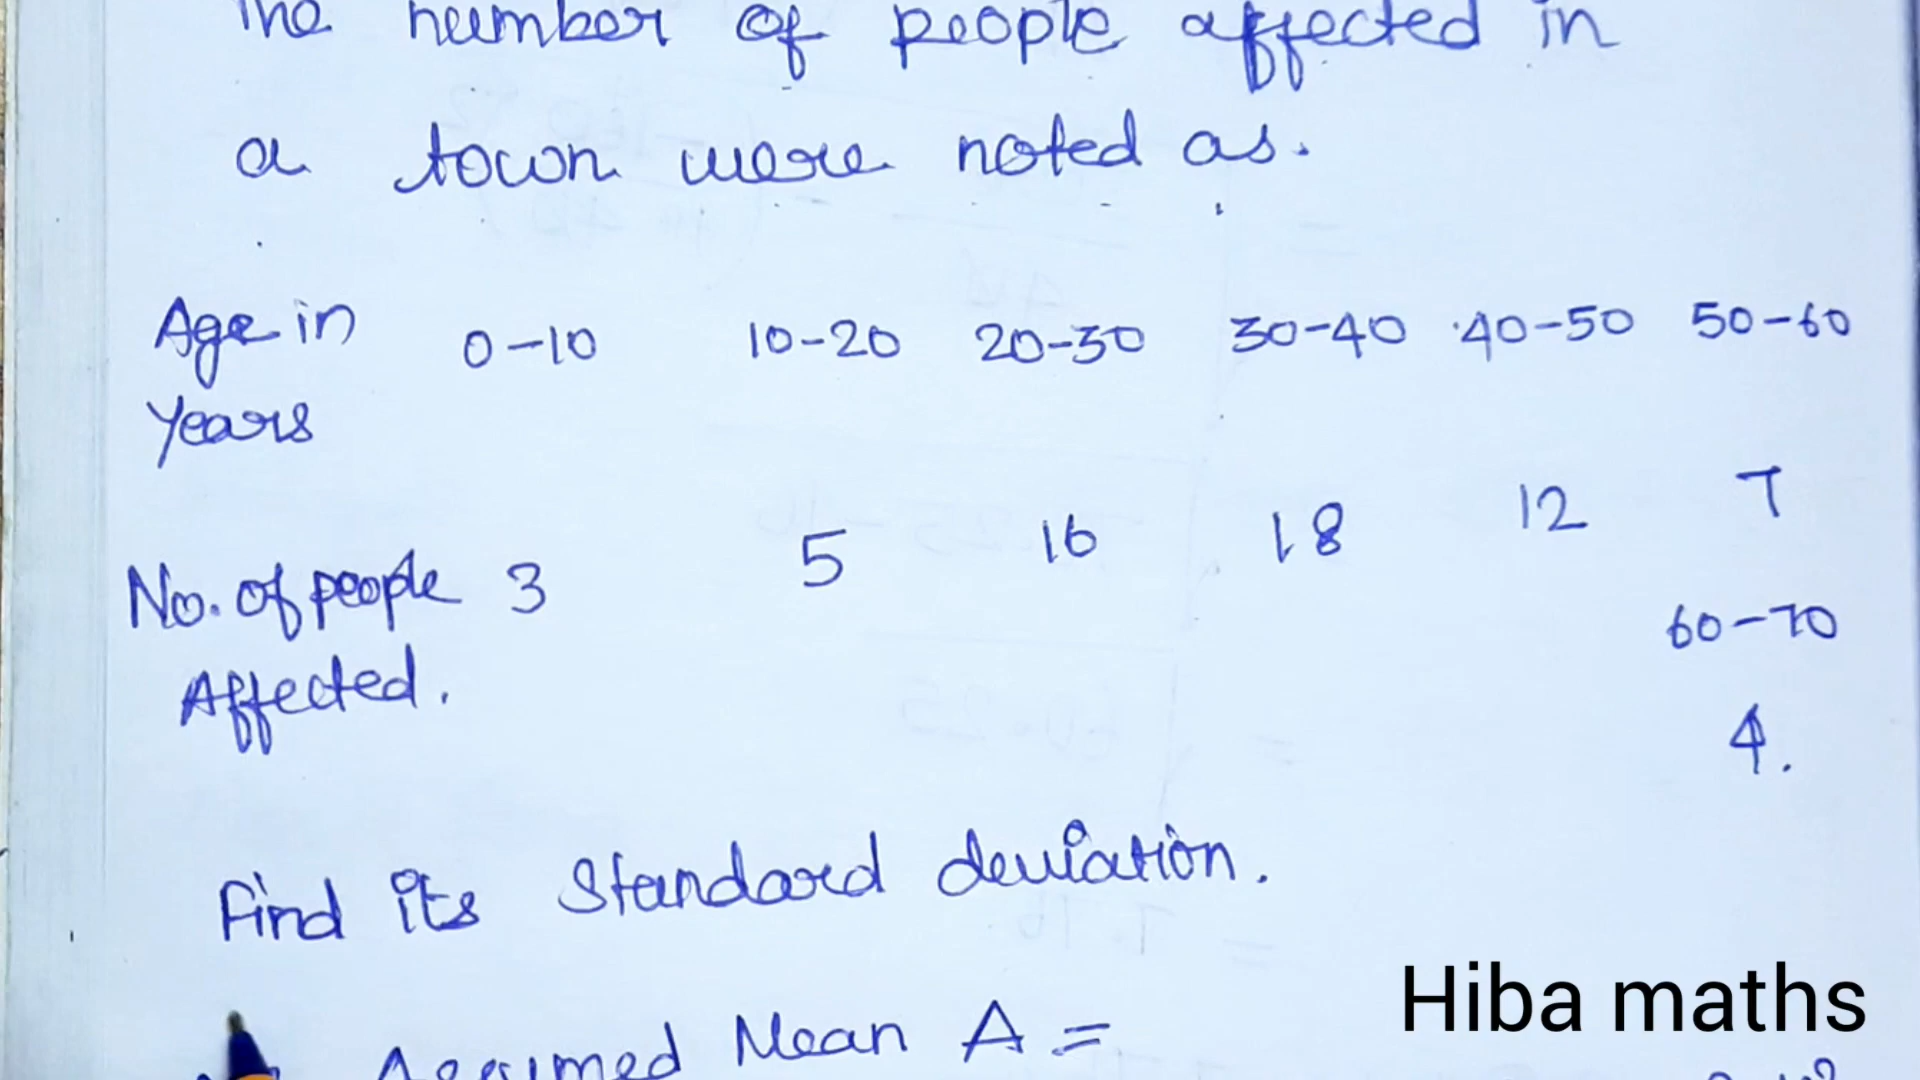 The number of people affected in
a town were noted as.
Age in 0-10 10-20 20-30 30-40 40-50 50-60
years
No. of people 3 5 16 18 12 7
Affected. 60-70
4.
Find its Standard deviation.
Assumed Mean A =
Hiba maths